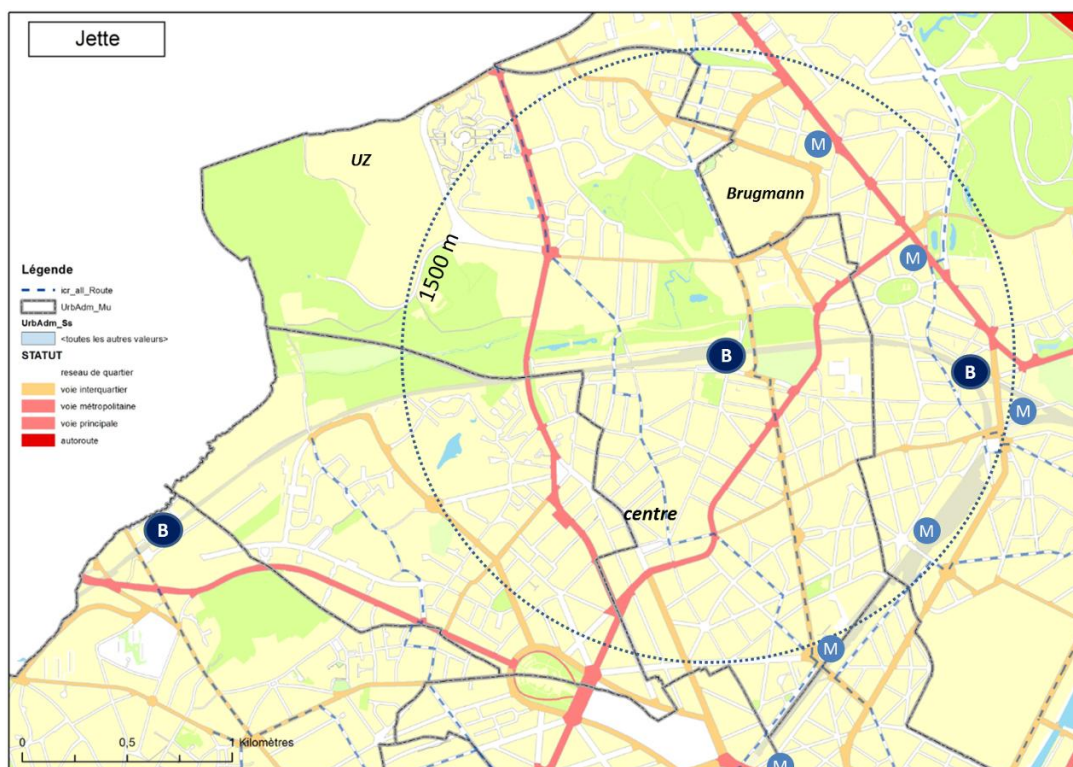 Jette
UZ
Brugmann
M
M
1500 m
B
B
M
Légende
icr_all_Route
UrbAdm_Mu
UrbAdm_Ss
<toutes les autres valeurs>
STATUT
reseau de quartier
voie interquartier
voie métropolitaine
voie principale
autoroute
centre
B
M
M
M
0 0,5 1 Kilomètres